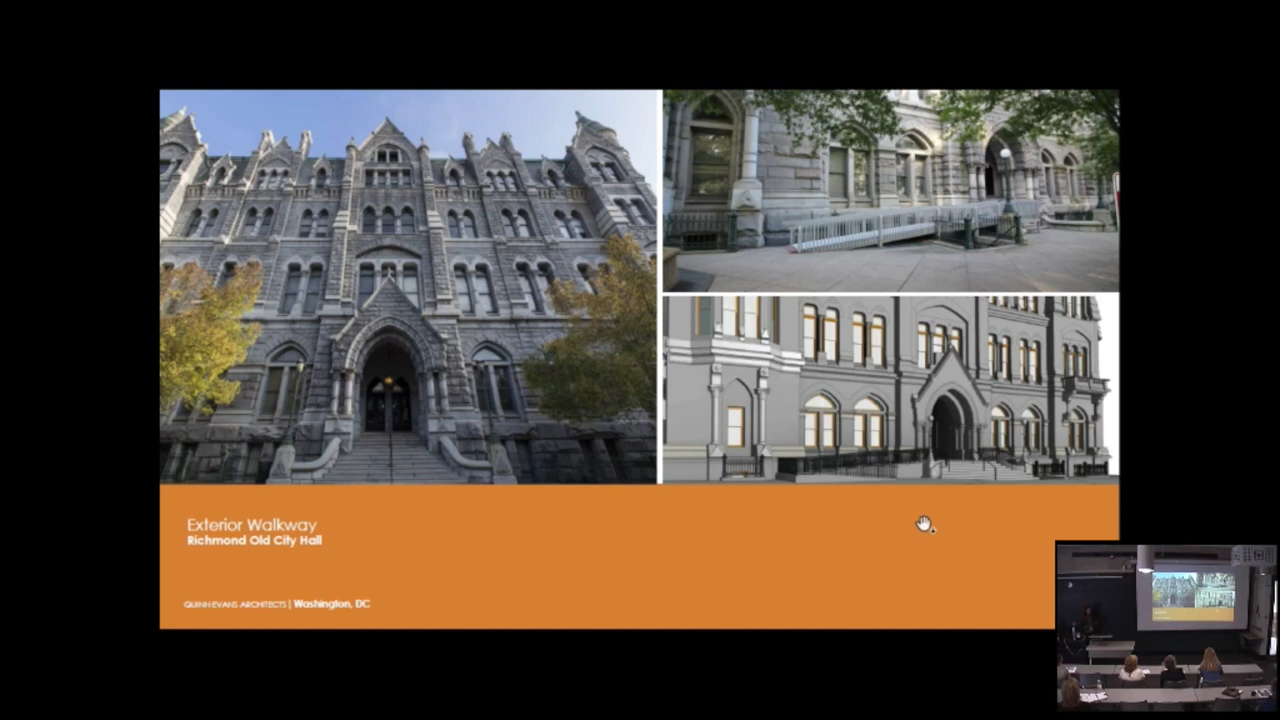 Exterior Walkway
Richmond Old City Hall
QUINN EVANS ARCHITECTS | Washington, DC